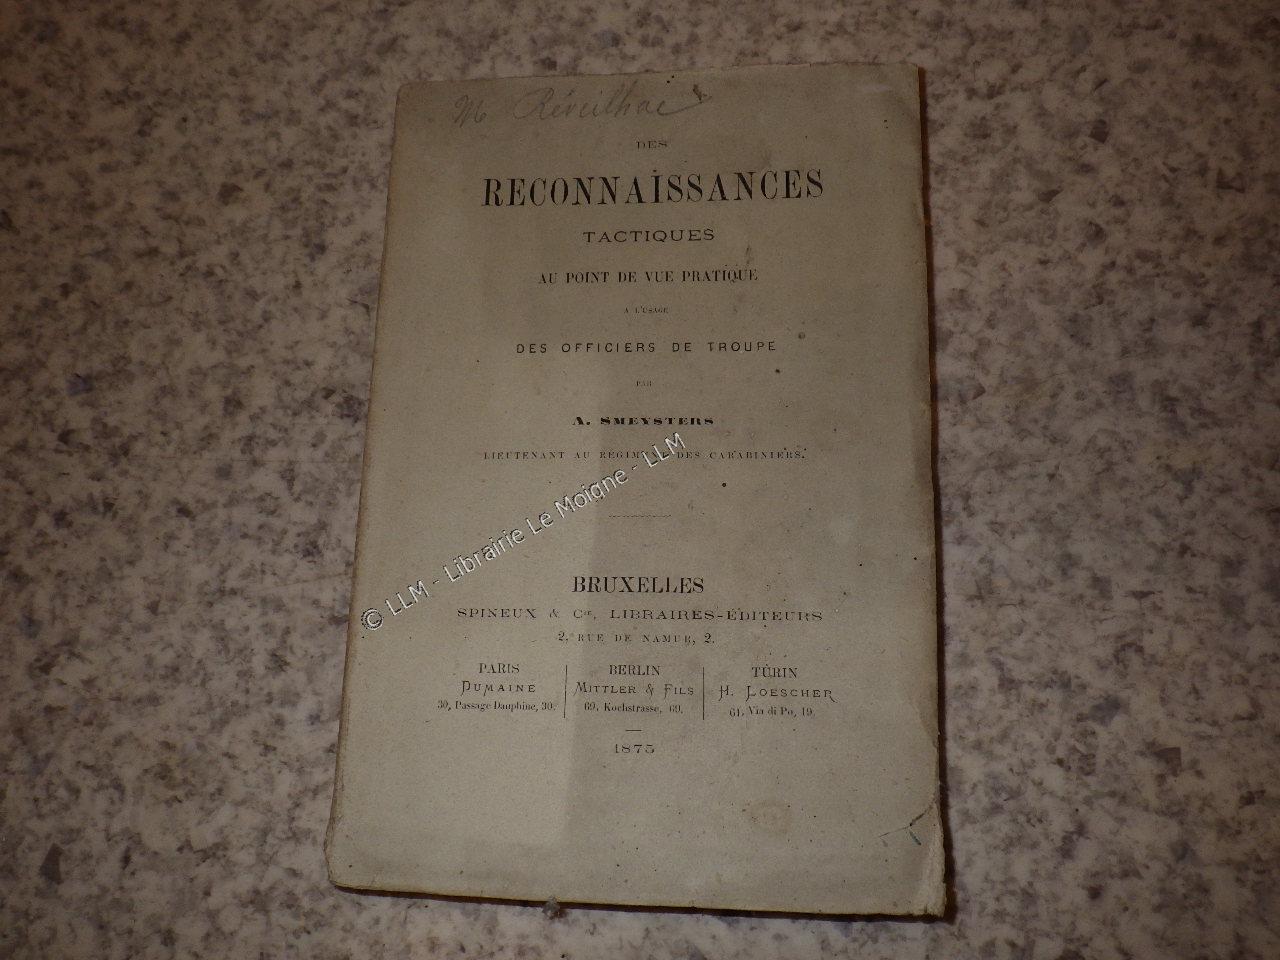 M Réveilhac
DES
RECONNAISSANCES
TACTIQUES
AU POINT DE VUE PRATIQUE
A L'USAGE
DES OFFICIERS DE TROUPE
PAR
A. SMEYSTERS
LIEUTENANT AU RÉGIMENT DES CARABINIERS.
© LLM - Librairie Le Moigne - LLM
BRUXELLES
SPINEUX & Cie, LIBRAIRES-ÉDITEURS
2, RUE DE NAMUR, 2.
PARIS
DUMAINE
30, Passage Dauphine, 30.
BERLIN
MITTLER & FILS
69, Kochstrasse, 69.
TURIN
H. LOESCHER
61, Via di Po, 19.
1875